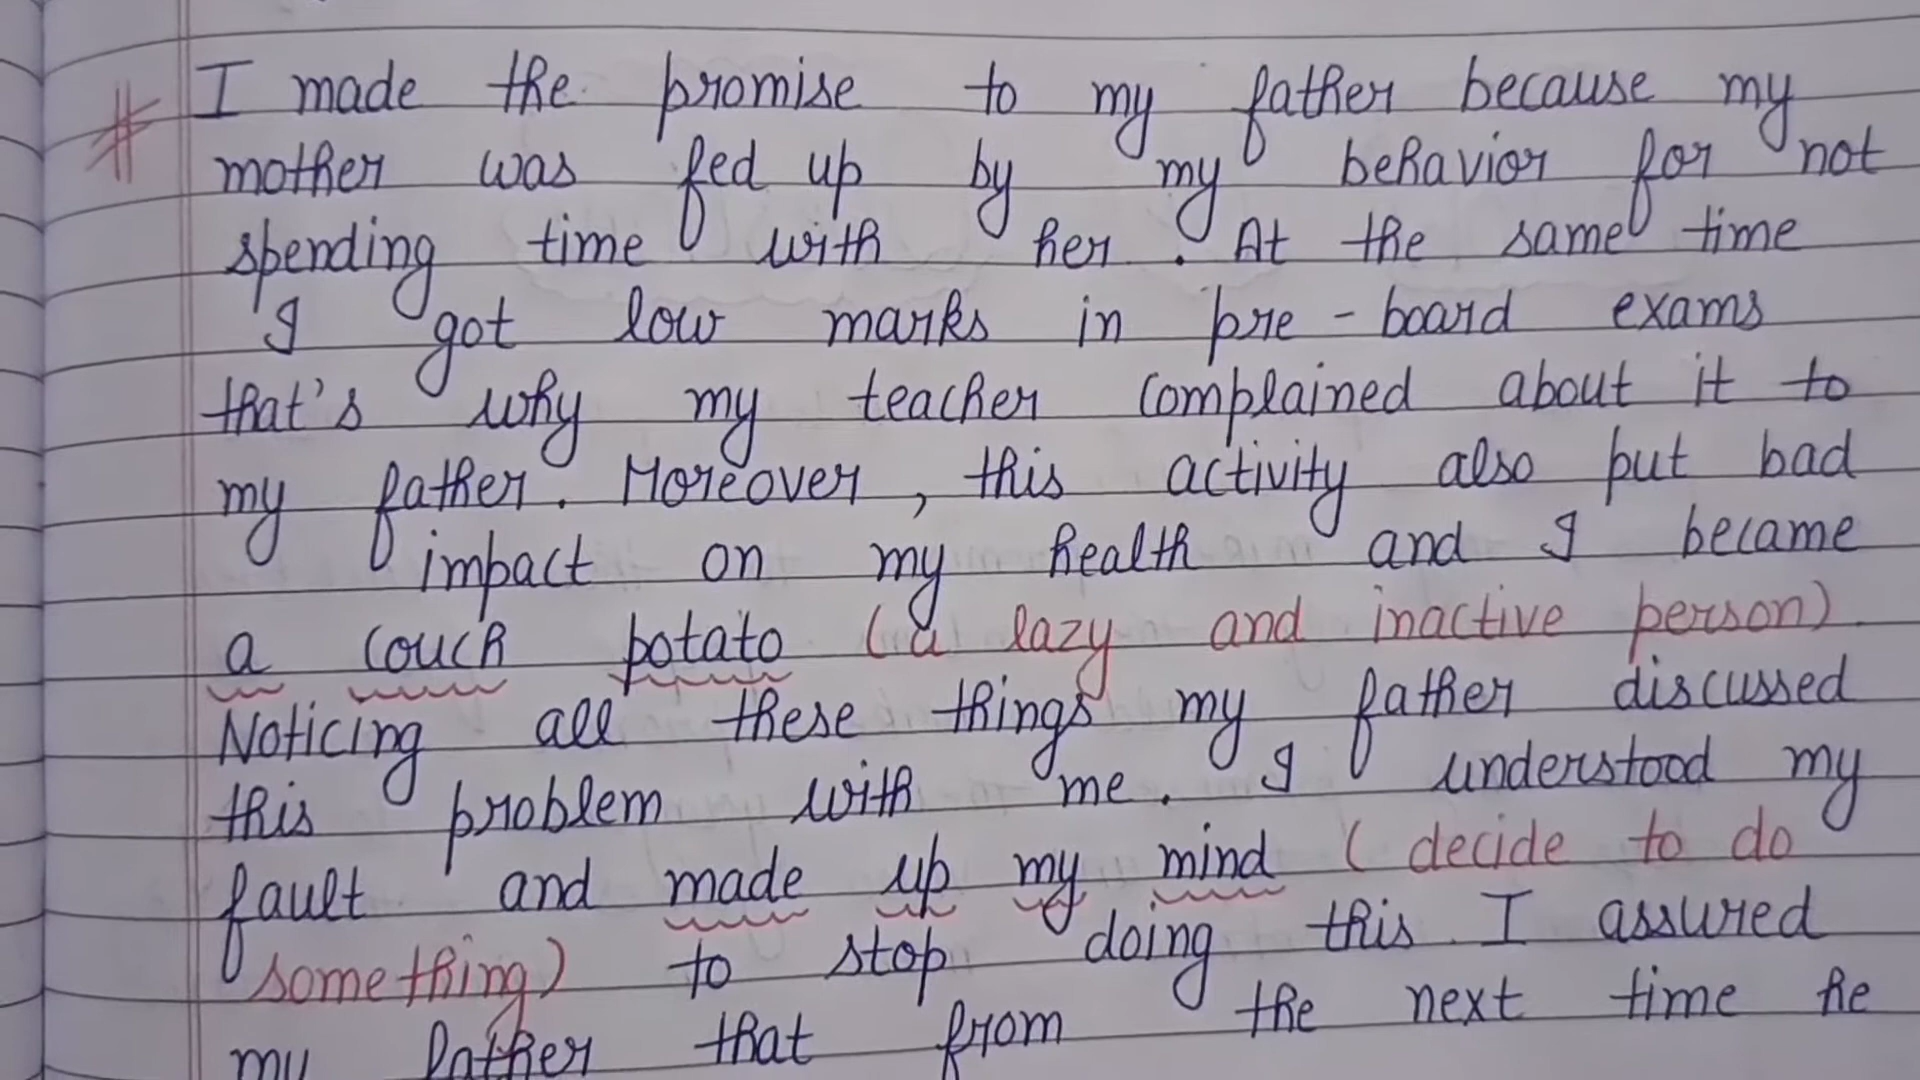 # I made the promise to my father because my
mother was fed up by my behavior for not
spending time with her. At the same time
I got low marks in pre-board exams
that's why my teacher complained about it to
my father. Moreover, this activity also put bad
impact on my health and I became
a couch potato (a lazy and inactive person)
Noticing all these things my father discussed
this problem with me. I understood my
fault and made up my mind (decide to do
something) to stop doing this. I assured
my father that from the next time he